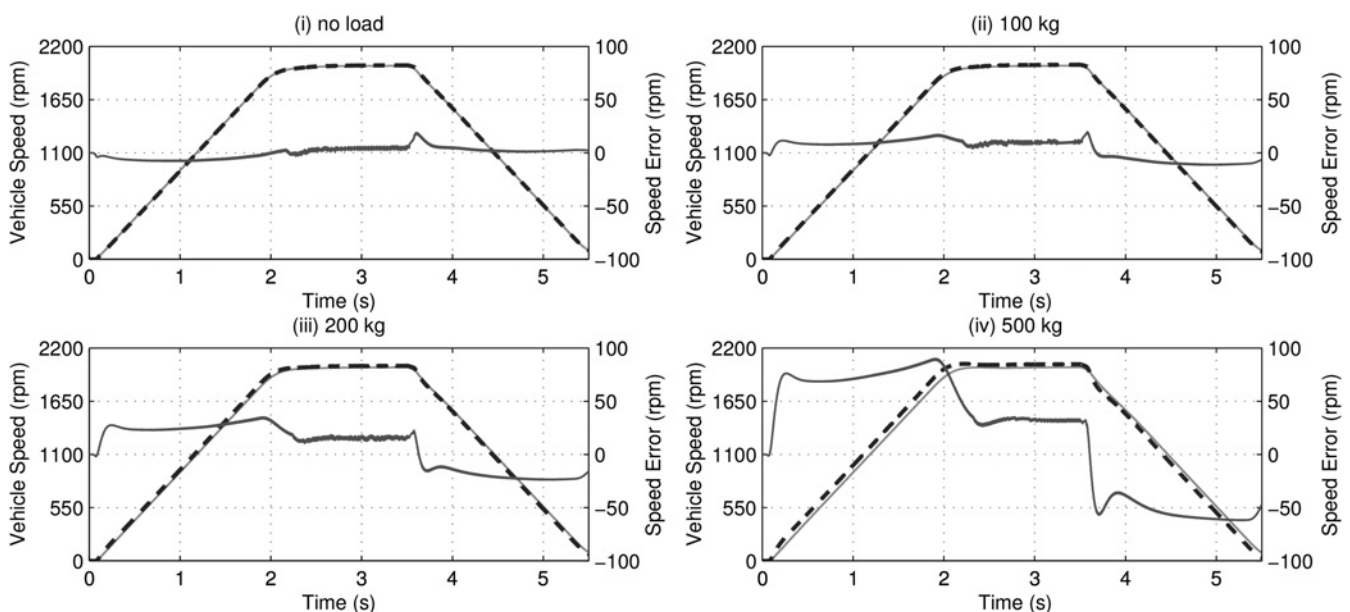 (i) no load
(ii) 100 kg
Vehicle Speed (rpm)
2200
1650
1100
550
0
100
50
0
−50
−100
Speed Error (rpm)
0 1 2 3 4 5
Time (s)
Vehicle Speed (rpm)
2200
1650
1100
550
0
100
50
0
−50
−100
Speed Error (rpm)
0 1 2 3 4 5
Time (s)
(iii) 200 kg
(iv) 500 kg
Vehicle Speed (rpm)
2200
1650
1100
550
0
100
50
0
−50
−100
Speed Error (rpm)
0 1 2 3 4 5
Time (s)
Vehicle Speed (rpm)
2200
1650
1100
550
0
100
50
0
−50
−100
Speed Error (rpm)
0 1 2 3 4 5
Time (s)